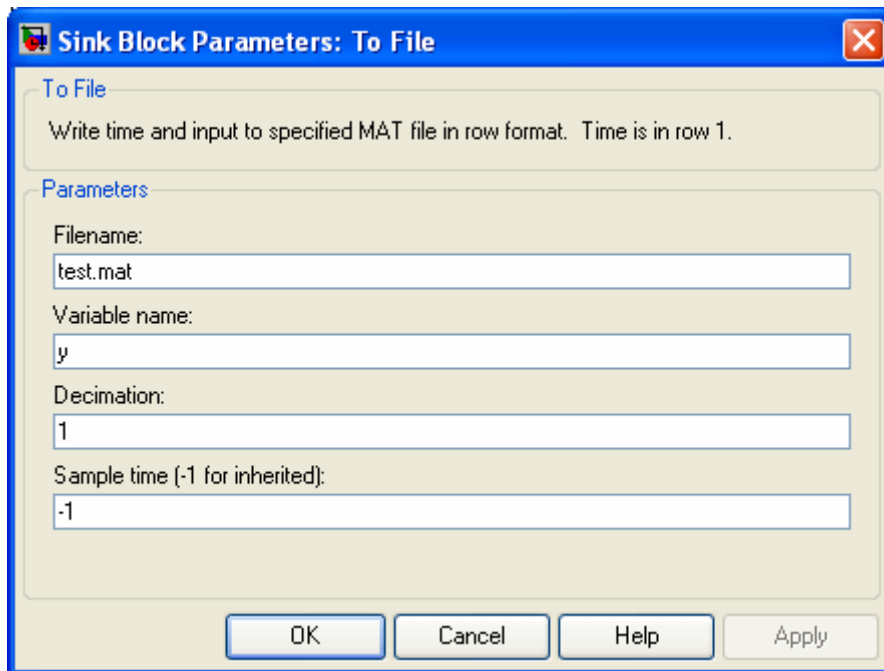 Sink Block Parameters: To File
To File
Write time and input to specified MAT file in row format.  Time is in row 1.
Parameters
Filename:
test.mat
Variable name:
y
Decimation:
1
Sample time (-1 for inherited):
-1
OK Cancel Help Apply